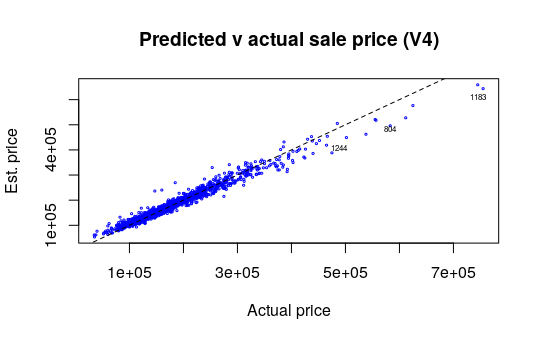 Predicted v actual sale price (V4)
Est. price
4e+05
1e+05
1183
804
1244
1e+05 3e+05 5e+05 7e+05
Actual price